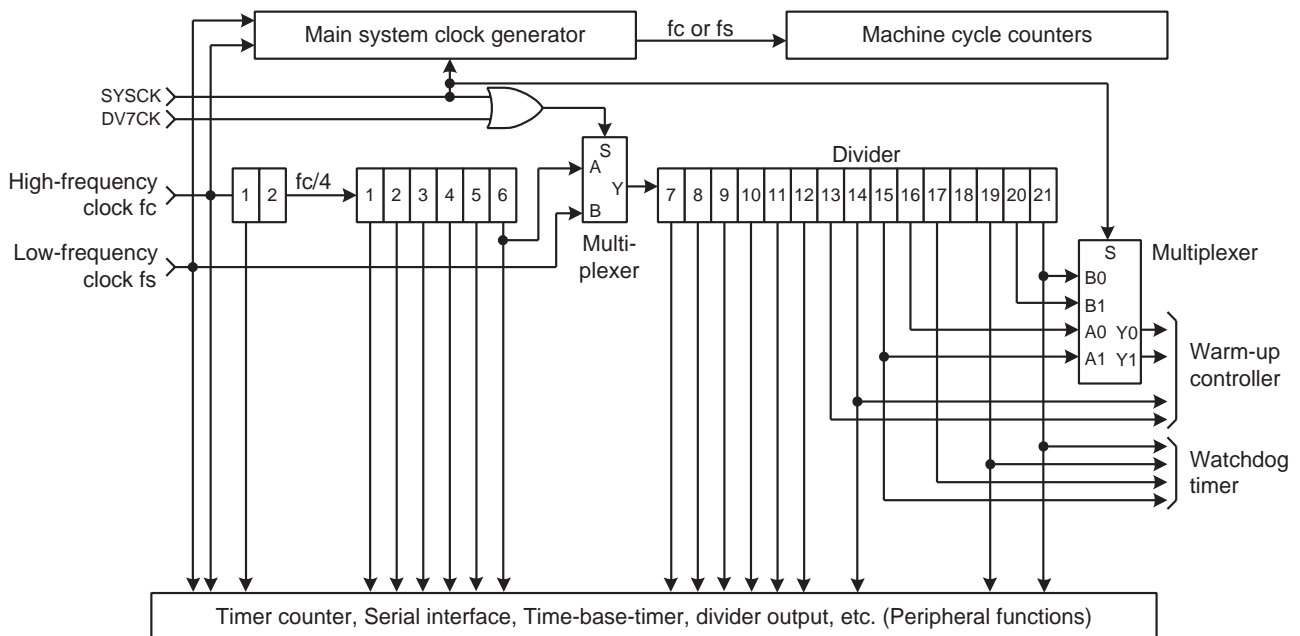 Main system clock generator
fc or fs
Machine cycle counters
SYSCK
DV7CK
S
A
Y
B
Multi-
plexer
Divider
High-frequency
clock fc
1 2
fc/4
1 2 3 4 5 6
7 8 9 10 11 12 13 14 15 16 17 18 19 20 21
Low-frequency
clock fs
Multiplexer
S
B0
B1
A0 Y0
A1 Y1
Warm-up
controller
Watchdog
timer
Timer counter, Serial interface, Time-base-timer, divider output, etc. (Peripheral functions)